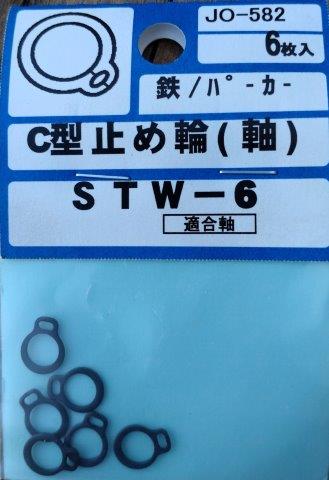 JO-582
6枚入
鉄/パーカー
C型止め輪(軸)
STW-6
適合軸